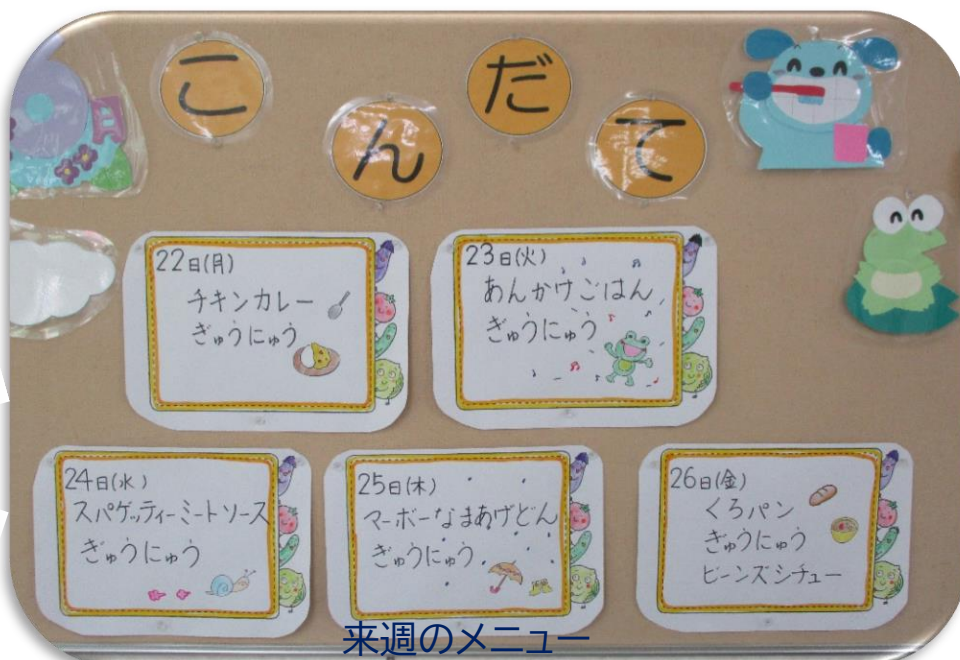 こんだて
22日(月)
チキンカレー
ぎゅうにゅう
23日(火)
あんかけごはん
ぎゅうにゅう
24日(水)
スパゲッティーミートソース
ぎゅうにゅう
25日(木)
マーボーなまあげどん
ぎゅうにゅう
26日(金)
くろパン
ぎゅうにゅう
ビーンズシチュー
来週のメニュー